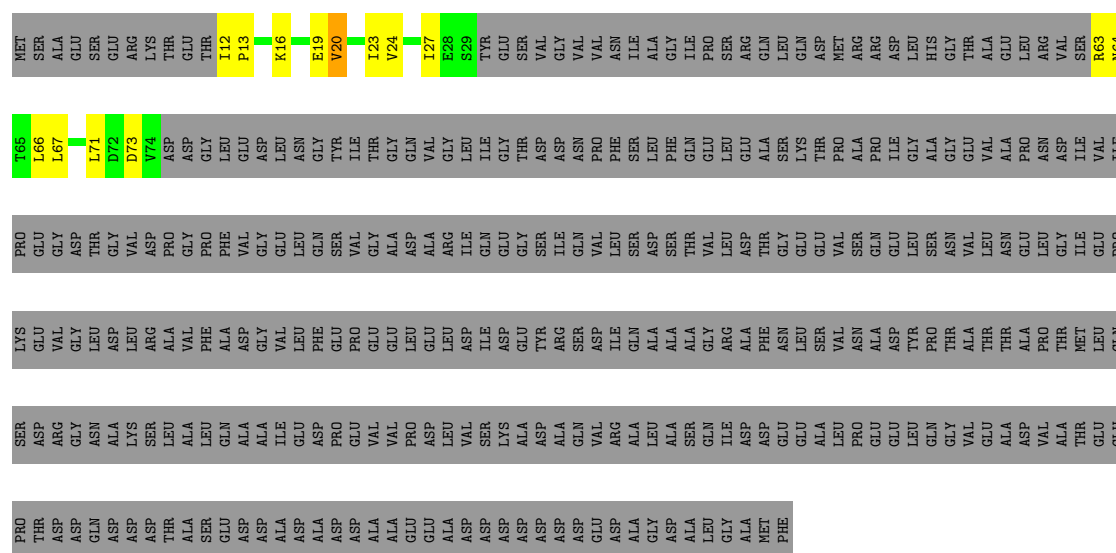 MET SER ALA GLU SER GLU ARG LYS THR GLU THR I12 P13 K16 E19 V20 I23 V24 I27 E28 S29 TYR GLU SER VAL GLY VAL VAL ASN ILE ALA GLY ILE PRO SER ARG GLN LEU GLN ASP MET ARG ARG ASP LEU HIS GLY THR ALA GLU LEU ARG VAL SER R63
T65 L66 L67 L71 D72 D73 V74 ASP ASP GLY LEU GLU ASP LEU ASN GLY TYR ILE THR GLY GLN VAL GLY LEU ILE GLY THR ASP ASP ASN PRO PHE SER LEU PHE GLN GLU LEU GLU ALA SER LYS THR PRO ALA PRO ILE GLY ALA GLY GLU VAL ALA PRO ASN ASP ILE VAL
PRO GLU GLY ASP THR GLY VAL ASP PRO GLY PRO PHE VAL GLY GLU LEU GLN SER VAL GLY ALA ASP ALA ARG ILE GLN GLU GLY SER ILE GLN VAL LEU SER ASP SER THR VAL LEU ASP THR GLY GLU GLU VAL SER GLN GLU LEU SER ASN VAL LEU ASN GLU LEU GLY ILE GLU
LYS GLU VAL GLY LEU ASP LEU ARG ALA VAL PHE ALA ASP GLY VAL LEU PHE GLU PRO GLU GLU LEU GLU LEU ASP ILE ASP GLU TYR ARG SER ASP ILE GLN ALA ALA ALA GLY ARG ALA PHE ASN LEU SER VAL ASN ALA ASP TYR PRO THR ALA THR THR ALA PRO THR MET LEU
SER ASP ARG GLY ASN ALA LYS SER LEU ALA LEU GLN ALA ALA ILE GLU ASP PRO GLU VAL VAL PRO ASP LEU VAL SER LYS ALA ASP ALA GLN VAL ARG ALA LEU ALA SER GLN ILE ASP ASP GLU GLU ALA LEU PRO GLU GLU LEU GLN GLY VAL GLU ALA ASP VAL ALA THR GLU
PRO THR ASP ASP GLN ASP ASP ASP THR ALA SER GLU ASP ASP ALA ASP ALA ASP ASP ALA ALA GLU GLU ALA ASP ASP ASP ASP ASP ASP ASP GLU ASP ALA GLY ASP ALA LEU GLY ALA MET PHE